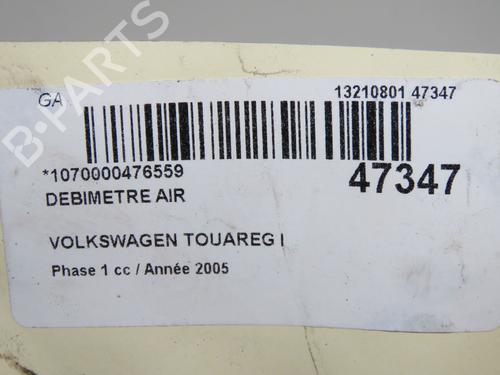 GA
13210801 47347
*1070000476559
47347
DEBIMETRE AIR
VOLKSWAGEN TOUAREG I
Phase 1 cc / Année 2005
B-PARTS